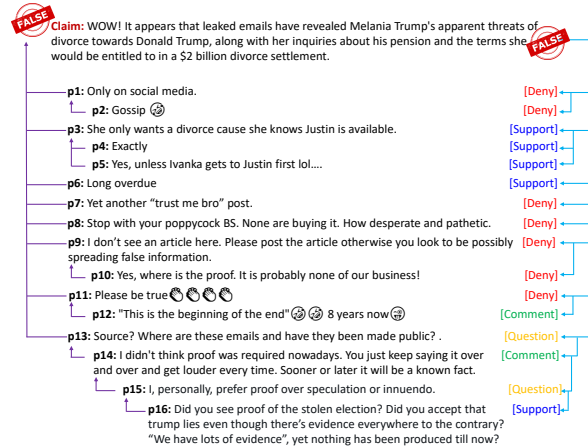 FALSE
Claim: WOW! It appears that leaked emails have revealed Melania Trump's apparent threats of
divorce towards Donald Trump, along with her inquiries about his pension and the terms she
would be entitled to in a $2 billion divorce settlement.
FALSE
p1: Only on social media. [Deny]
p2: Gossip 🤣 [Deny]
p3: She only wants a divorce cause she knows Justin is available. [Support]
p4: Exactly [Support]
p5: Yes, unless Ivanka gets to Justin first lol.... [Support]
p6: Long overdue [Support]
p7: Yet another “trust me bro” post. [Deny]
p8: Stop with your poppycock BS. None are buying it. How desperate and pathetic. [Deny]
p9: I don't see an article here. Please post the article otherwise you look to be possibly [Deny]
spreading false information.
p10: Yes, where is the proof. It is probably none of our business! [Deny]
p11: Please be true👏👏👏👏 [Deny]
p12: "This is the beginning of the end"🤣🤣 8 years now😁 [Comment]
p13: Source? Where are these emails and have they been made public? . [Question]
p14: I didn't think proof was required nowadays. You just keep saying it over [Comment]
and over and get louder every time. Sooner or later it will be a known fact.
p15: I, personally, prefer proof over speculation or innuendo. [Question]
p16: Did you see proof of the stolen election? Did you accept that [Support]
trump lies even though there's evidence everywhere to the contrary?
“We have lots of evidence”, yet nothing has been produced till now?